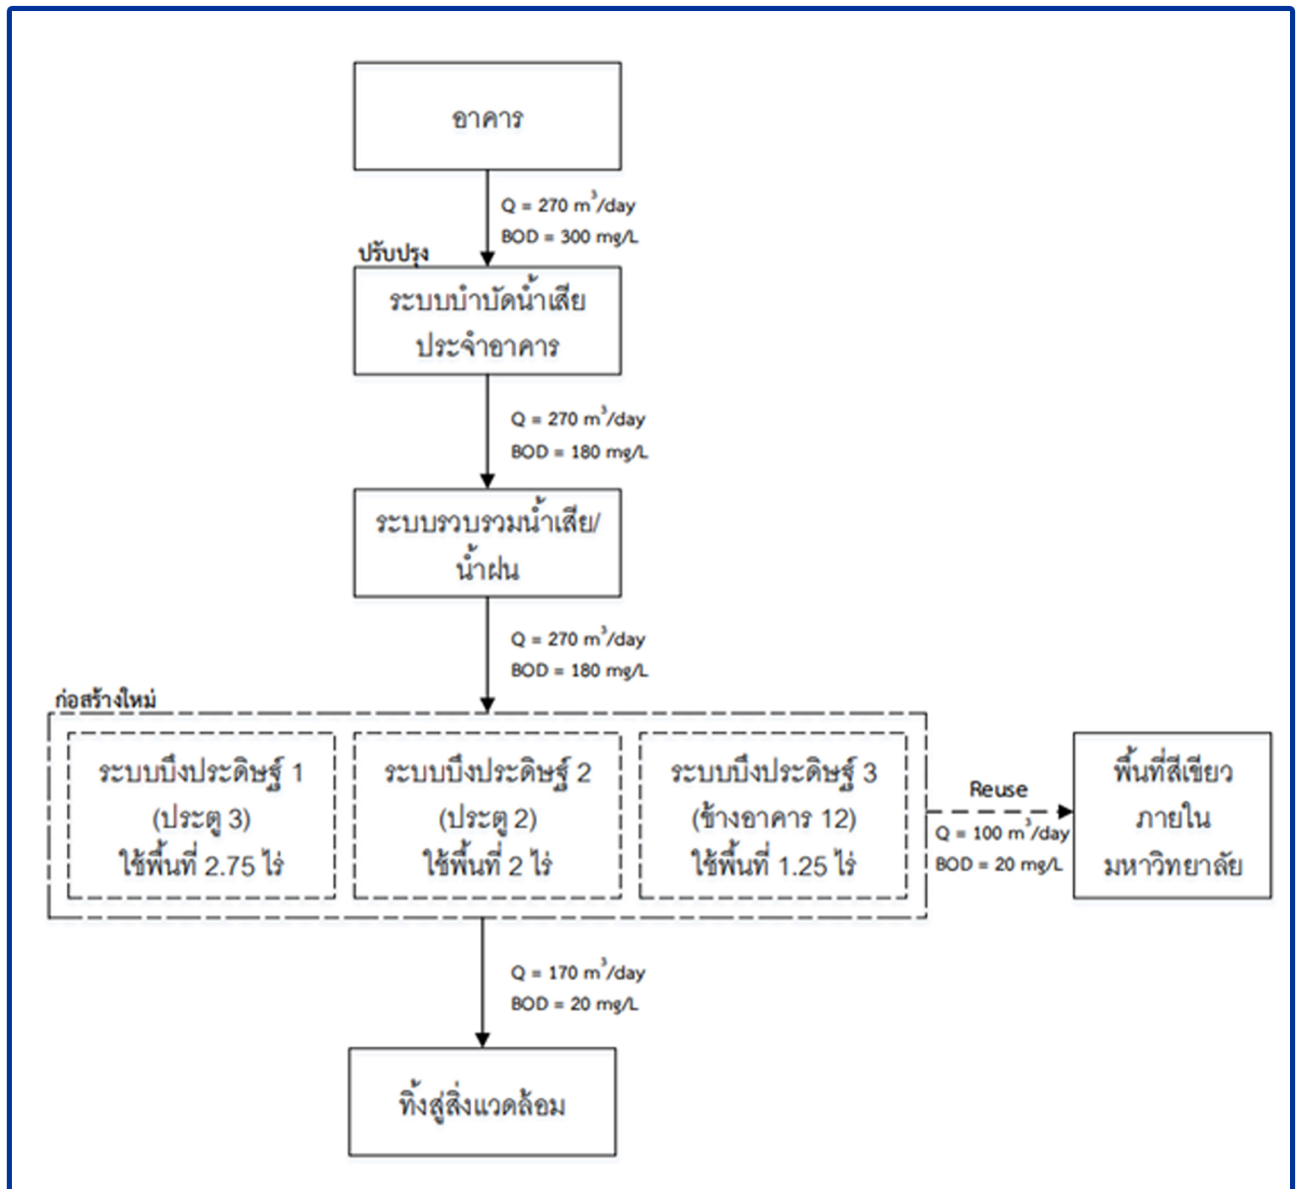 อาคาร
Q = 270 m³/day
BOD = 300 mg/L
ปรับปรุง
ระบบบำบัดน้ำเสีย
ประจำอาคาร
Q = 270 m³/day
BOD = 180 mg/L
ระบบรวบรวมน้ำเสีย/
น้ำฝน
Q = 270 m³/day
BOD = 180 mg/L
ก่อสร้างใหม่
ระบบบึงประดิษฐ์ 1
(ประตู 3)
ใช้พื้นที่ 2.75 ไร่
ระบบบึงประดิษฐ์ 2
(ประตู 2)
ใช้พื้นที่ 2 ไร่
ระบบบึงประดิษฐ์ 3
(ข้างอาคาร 12)
ใช้พื้นที่ 1.25 ไร่
Reuse
Q = 100 m³/day
BOD = 20 mg/L
พื้นที่สีเขียว
ภายใน
มหาวิทยาลัย
Q = 170 m³/day
BOD = 20 mg/L
ทิ้งสู่สิ่งแวดล้อม